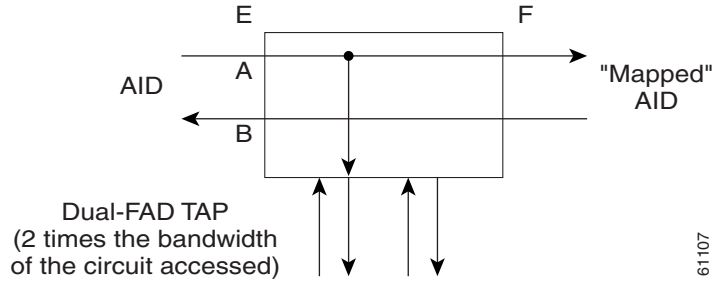 E
F
A
AID
"Mapped"
AID
B
Dual-FAD TAP
(2 times the bandwidth
of the circuit accessed)
61107